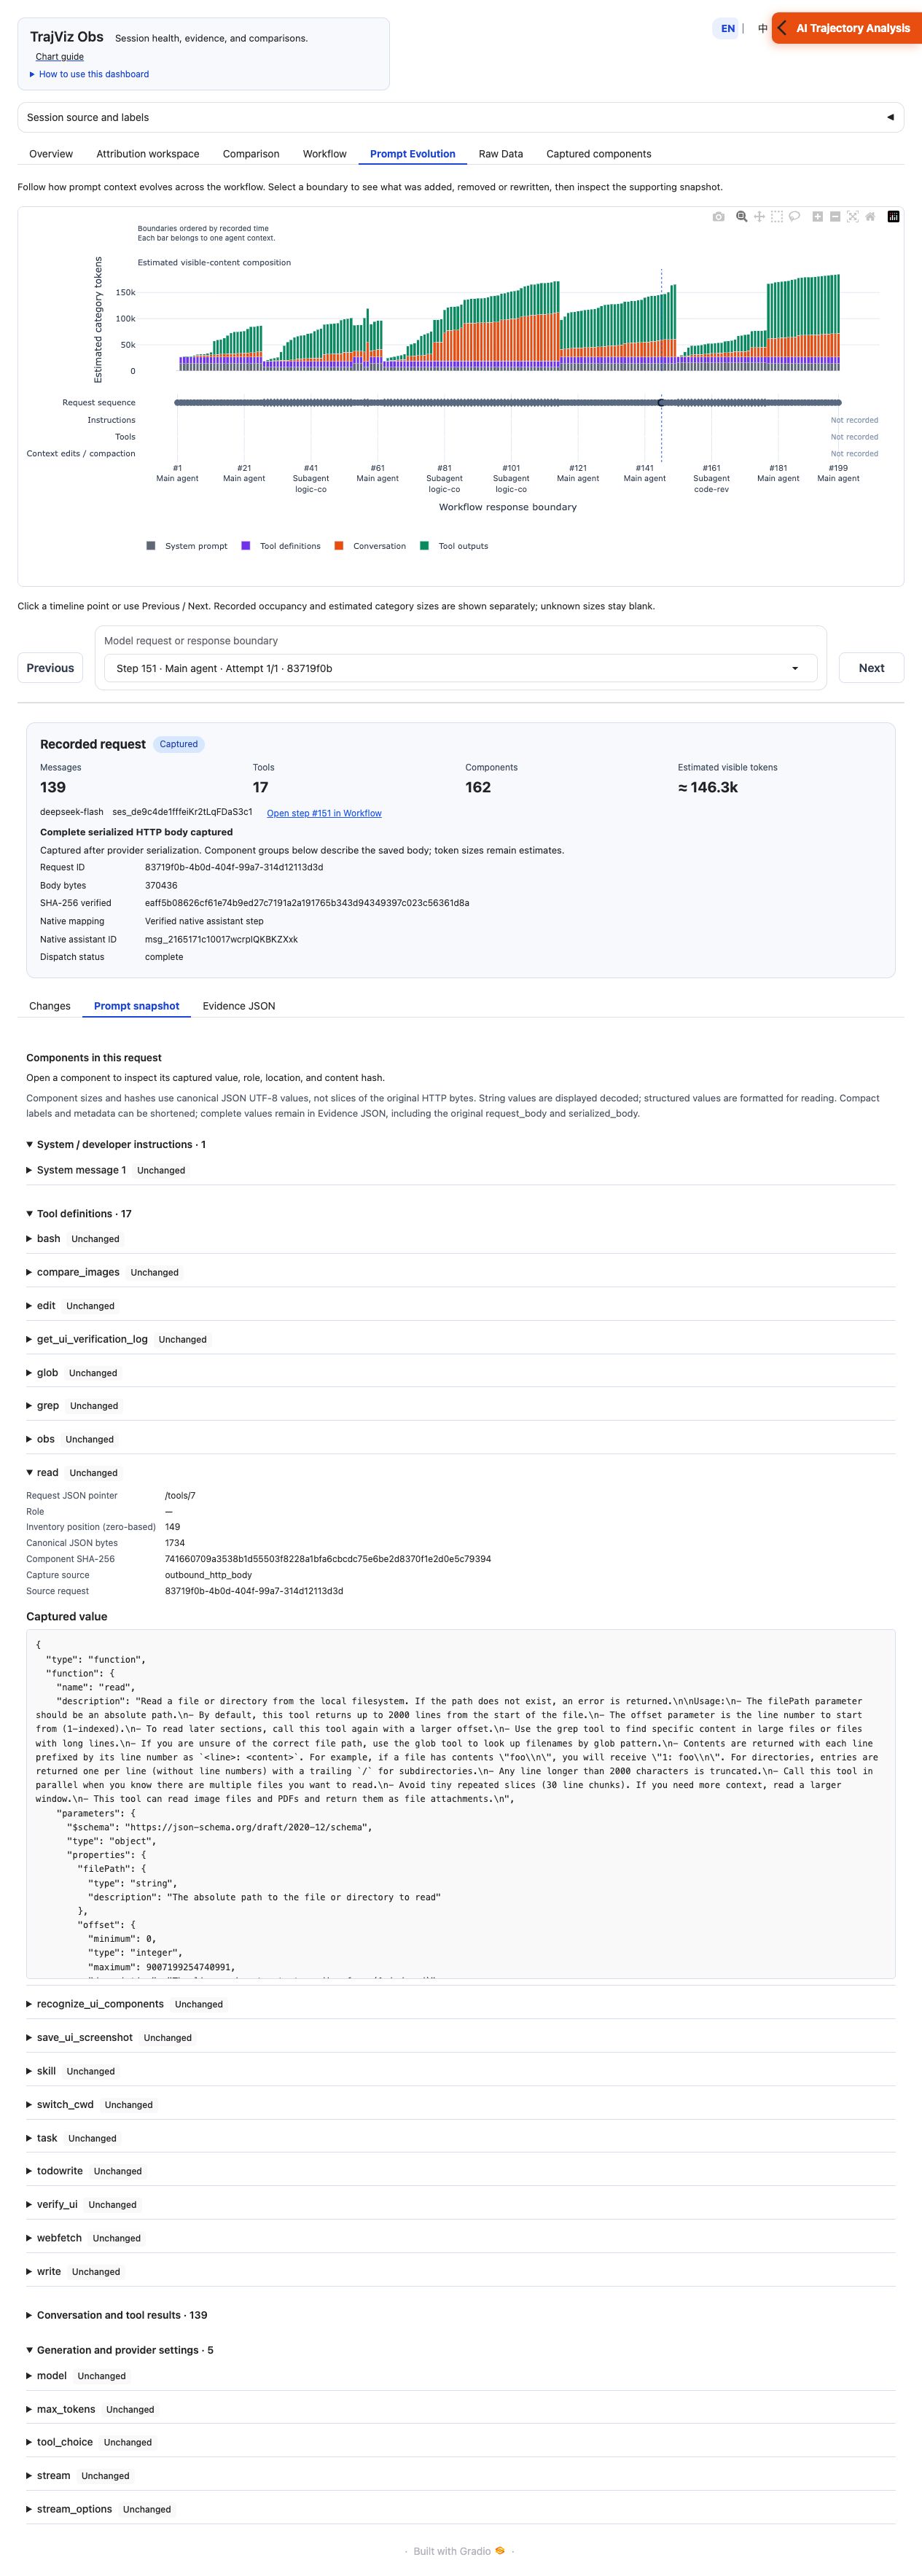 TrajViz Obs Session health, evidence, and comparisons.
Chart guide
▶ How to use this dashboard
EN | 中
AI Trajectory Analysis
Session source and labels
Overview Attribution workspace Comparison Workflow Prompt Evolution Raw Data Captured components
Follow how prompt context evolves across the workflow. Select a boundary to see what was added, removed or rewritten, then inspect the supporting snapshot.
Boundaries ordered by recorded time
Each bar belongs to one agent context.
Estimated visible-content composition
Estimated category tokens
150k
100k
50k
0
Request sequence
Instructions Not recorded
Tools Not recorded
Context edits / compaction Not recorded
#1 #21 #41 #61 #81 #101 #121 #141 #161 #181 #199
Main agent Main agent Subagent Main agent Subagent Subagent Main agent Main agent Subagent Main agent Main agent
logic-co logic-co logic-co code-rev
Workflow response boundary
System prompt Tool definitions Conversation Tool outputs
Click a timeline point or use Previous / Next. Recorded occupancy and estimated category sizes are shown separately; unknown sizes stay blank.
Previous
Model request or response boundary
Step 151 · Main agent · Attempt 1/1 · 83719f0b
Next
Recorded request Captured
Messages Tools Components Estimated visible tokens
139 17 162 ≈ 146.3k
deepseek-flash ses_de9c4de1fffeiKr2tLqFDaS3c1 Open step #151 in Workflow
Complete serialized HTTP body captured
Captured after provider serialization. Component groups below describe the saved body; token sizes remain estimates.
Request ID 83719f0b-4b0d-404f-99a7-314d12113d3d
Body bytes 370436
SHA-256 verified eaff5b08626cf61e74b9ed27c7191a2a191765b343d94349397c023c56361d8a
Native mapping Verified native assistant step
Native assistant ID msg_2165171c10017wcrplQKBKZXxk
Dispatch status complete
Changes Prompt snapshot Evidence JSON
Components in this request
Open a component to inspect its captured value, role, location, and content hash.
Component sizes and hashes use canonical JSON UTF-8 values, not slices of the original HTTP bytes. String values are displayed decoded; structured values are formatted for reading. Compact
labels and metadata can be shortened; complete values remain in Evidence JSON, including the original request_body and serialized_body.
▼ System / developer instructions · 1
▶ System message 1 Unchanged
▼ Tool definitions · 17
▶ bash Unchanged
▶ compare_images Unchanged
▶ edit Unchanged
▶ get_ui_verification_log Unchanged
▶ glob Unchanged
▶ grep Unchanged
▶ obs Unchanged
▼ read Unchanged
Request JSON pointer /tools/7
Role —
Inventory position (zero-based) 149
Canonical JSON bytes 1734
Component SHA-256 741660709a3538b1d55503f8228a1bfa6cbcdc75e6be2d8370f1e2d0e5c79394
Capture source outbound_http_body
Source request 83719f0b-4b0d-404f-99a7-314d12113d3d
Captured value
{
"type": "function",
"function": {
"name": "read",
"description": "Read a file or directory from the local filesystem. If the path does not exist, an error is returned.\n\nUsage:\n- The filePath parameter
should be an absolute path.\n- By default, this tool returns up to 2000 lines from the start of the file.\n- The offset parameter is the line number to start
from (1-indexed).\n- To read later sections, call this tool again with a larger offset.\n- Use the grep tool to find specific content in large files or files
with long lines.\n- If you are unsure of the correct file path, use the glob tool to look up filenames by glob pattern.\n- Contents are returned with each line
prefixed by its line number as `<line>: <content>`. For example, if a file has contents \"foo\\n\", you will receive \"1: foo\\n\". For directories, entries are
returned one per line (without line numbers) with a trailing `/` for subdirectories.\n- Any line longer than 2000 characters is truncated.\n- Call this tool in
parallel when you know there are multiple files you want to read.\n- Avoid tiny repeated slices (30 line chunks). If you need more context, read a larger
window.\n- This tool can read image files and PDFs and return them as file attachments.\n",
"parameters": {
"$schema": "https://json-schema.org/draft/2020-12/schema",
"type": "object",
"properties": {
"filePath": {
"type": "string",
"description": "The absolute path to the file or directory to read"
},
"offset": {
"minimum": 0,
"type": "integer",
"maximum": 9007199254740991,
▶ recognize_ui_components Unchanged
▶ save_ui_screenshot Unchanged
▶ skill Unchanged
▶ switch_cwd Unchanged
▶ task Unchanged
▶ todowrite Unchanged
▶ verify_ui Unchanged
▶ webfetch Unchanged
▶ write Unchanged
▶ Conversation and tool results · 139
▼ Generation and provider settings · 5
▶ model Unchanged
▶ max_tokens Unchanged
▶ tool_choice Unchanged
▶ stream Unchanged
▶ stream_options Unchanged
· Built with Gradio ·